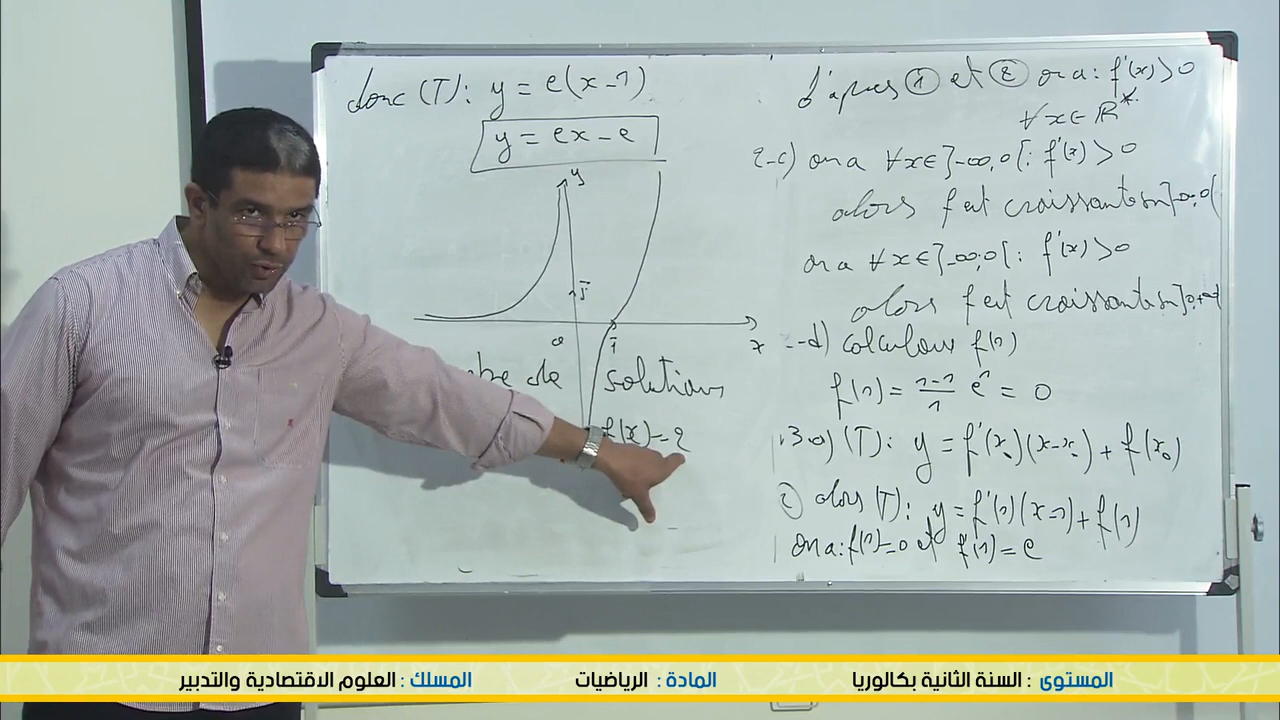 donc (T): y = e(x-1)
y = ex - e
y
j
o
1
x
bre de solutions
f(x)=2
d'après ① et ② on a: f'(x)>0
∀x∈ℝ*
2-c) on a ∀x∈]-∞,0[: f'(x)>0
alors f est croissante sur ]-∞,0[
on a ∀x∈]-∞,0[: f'(x)>0
alors f est croissante sur ]0,+∞[
-d) calculons f(1)
f(1) = 1-1/1 e^1 = 0
3a) (T): y = f'(x₀)(x-x₀) + f(x₀)
alors (T): y = f'(1)(x-1) + f(1)
on a: f(1)=0 et f'(1)=e
المستوى : السنة الثانية بكالوريا
المادة : الرياضيات
المسلك : العلوم الاقتصادية والتدبير